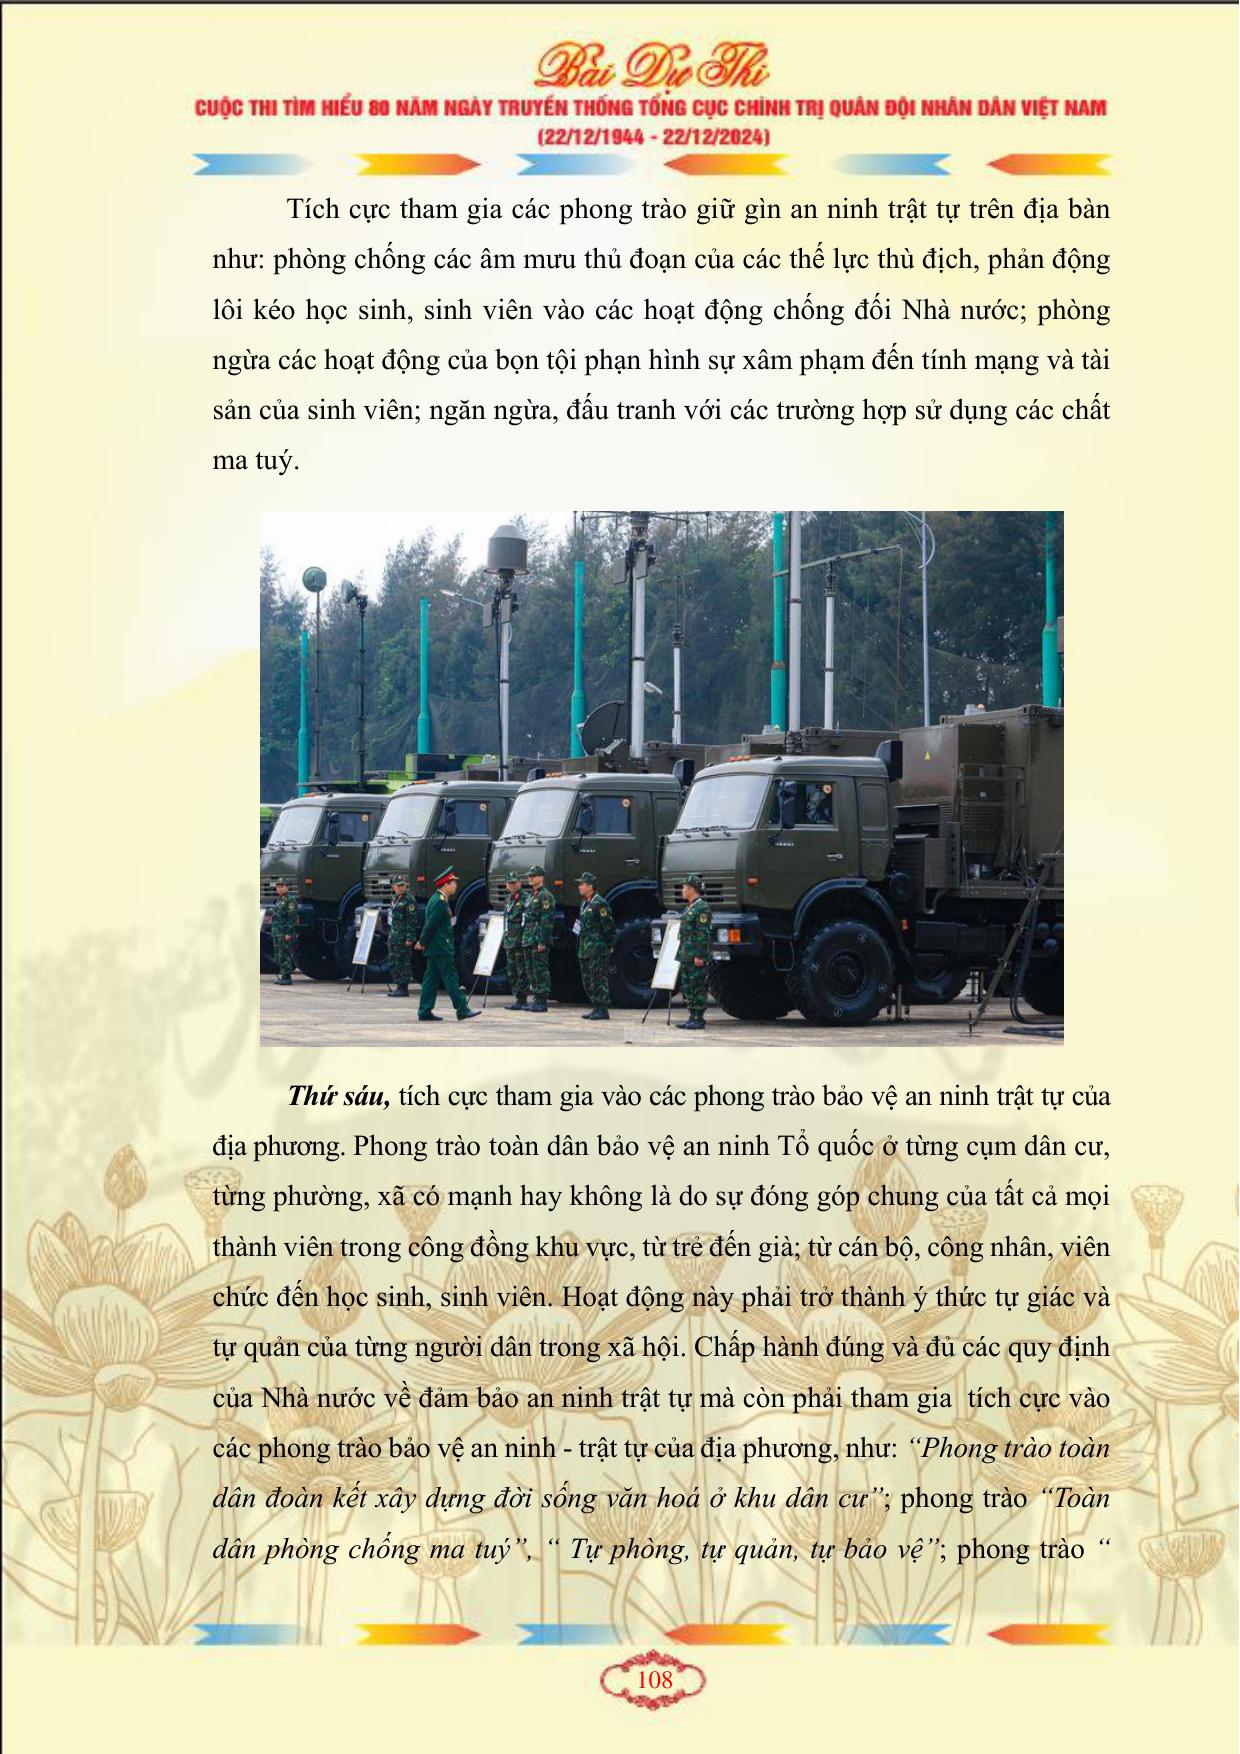 Bài Dự Thi
CUỘC THI TÌM HIỂU 80 NĂM NGÀY TRUYỀN THỐNG TỔNG CỤC CHÍNH TRỊ QUÂN ĐỘI NHÂN DÂN VIỆT NAM
(22/12/1944 - 22/12/2024)
Tích cực tham gia các phong trào giữ gìn an ninh trật tự trên địa bàn
như: phòng chống các âm mưu thủ đoạn của các thế lực thù địch, phản động
lôi kéo học sinh, sinh viên vào các hoạt động chống đối Nhà nước; phòng
ngừa các hoạt động của bọn tội phạn hình sự xâm phạm đến tính mạng và tài
sản của sinh viên; ngăn ngừa, đấu tranh với các trường hợp sử dụng các chất
ma tuý.
Thứ sáu, tích cực tham gia vào các phong trào bảo vệ an ninh trật tự của
địa phương. Phong trào toàn dân bảo vệ an ninh Tổ quốc ở từng cụm dân cư,
từng phường, xã có mạnh hay không là do sự đóng góp chung của tất cả mọi
thành viên trong công đồng khu vực, từ trẻ đến già; từ cán bộ, công nhân, viên
chức đến học sinh, sinh viên. Hoạt động này phải trở thành ý thức tự giác và
tự quản của từng người dân trong xã hội. Chấp hành đúng và đủ các quy định
của Nhà nước về đảm bảo an ninh trật tự mà còn phải tham gia tích cực vào
các phong trào bảo vệ an ninh - trật tự của địa phương, như: “Phong trào toàn
dân đoàn kết xây dựng đời sống văn hoá ở khu dân cư”; phong trào “Toàn
dân phòng chống ma tuý”, “ Tự phòng, tự quản, tự bảo vệ”; phong trào “
108